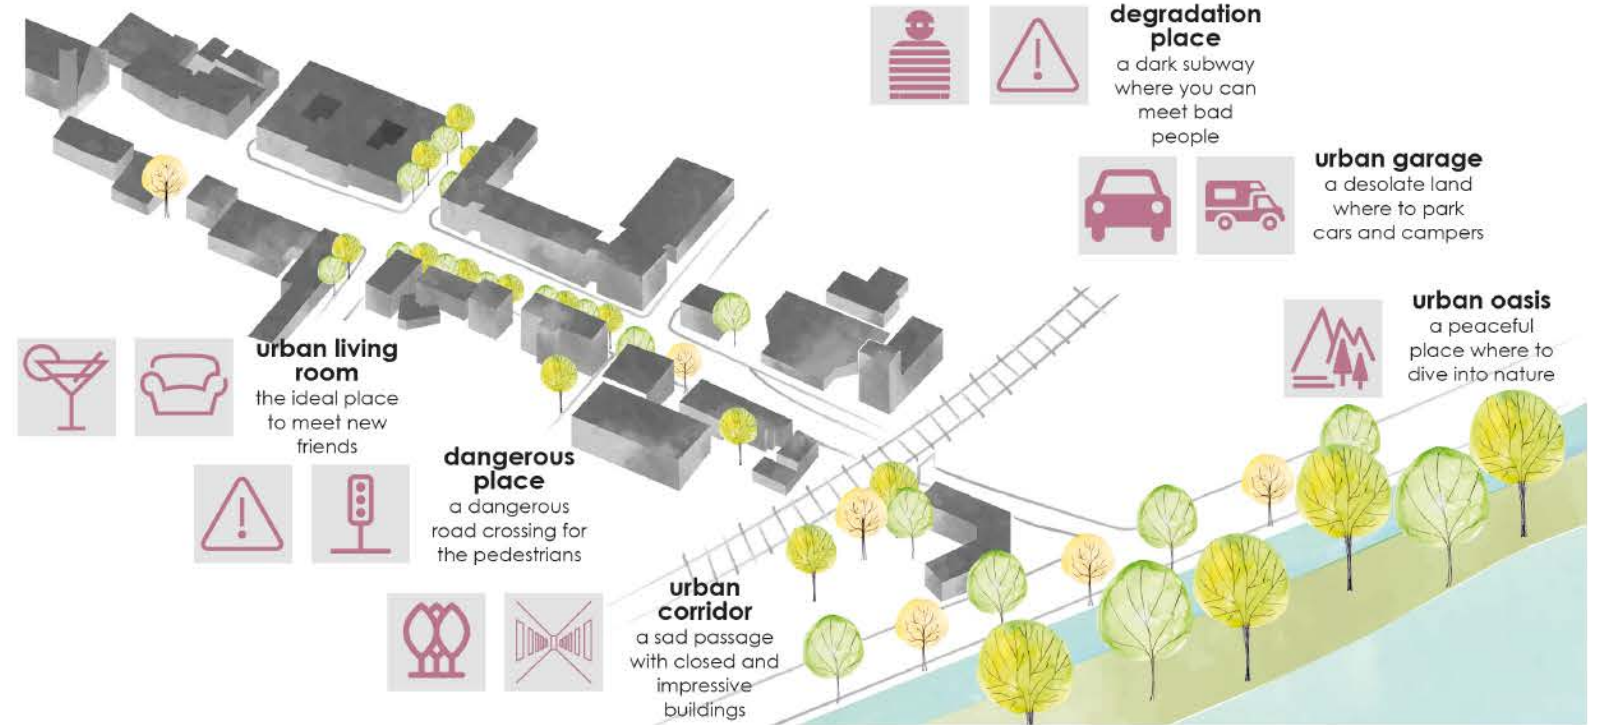 degradation
place
a dark subway
where you can
meet bad
people
urban garage
a desolate land
where to park
cars and campers
urban oasis
a peaceful
place where to
dive into nature
urban living
room
the ideal place
to meet new
friends
dangerous
place
a dangerous
road crossing for
the pedestrians
urban
corridor
a sad passage
with closed and
impressive
buildings